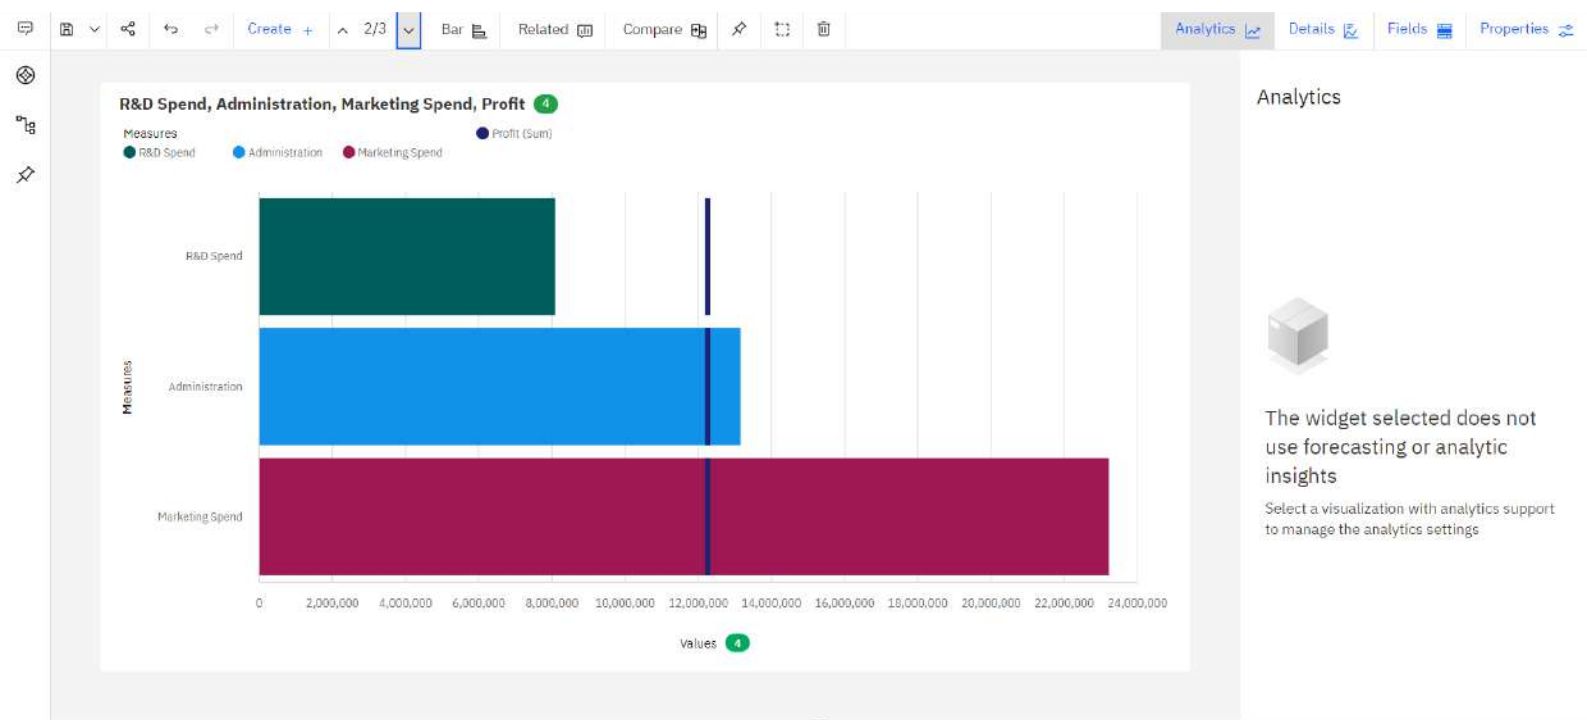 Create + 2/3 Bar Related Compare Analytics Details Fields Properties
R&D Spend, Administration, Marketing Spend, Profit 4
Measures
Profit (Sum)
R&D Spend Administration Marketing Spend
R&D Spend
Administration
Marketing Spend
Measures
0 2,000,000 4,000,000 6,000,000 8,000,000 10,000,000 12,000,000 14,000,000 16,000,000 18,000,000 20,000,000 22,000,000 24,000,000
Values 4
Analytics
The widget selected does not
use forecasting or analytic
insights
Select a visualization with analytics support
to manage the analytics settings